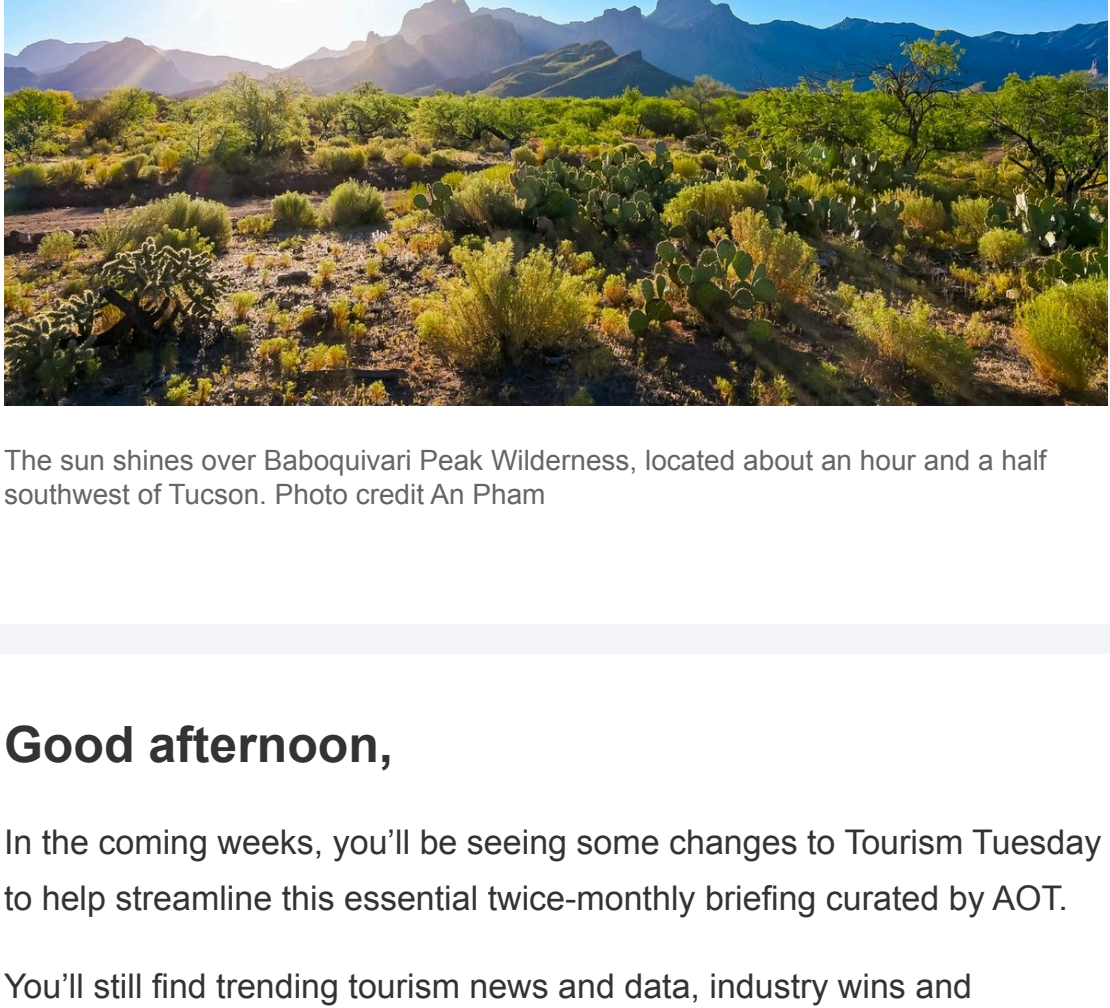 The sun shines over Baboquivari Peak Wilderness, located about an hour and a half
southwest of Tucson. Photo credit An Pham
Good afternoon,
In the coming weeks, you’ll be seeing some changes to Tourism Tuesday
to help streamline this essential twice-monthly briefing curated by AOT.
You’ll still find trending tourism news and data, industry wins and